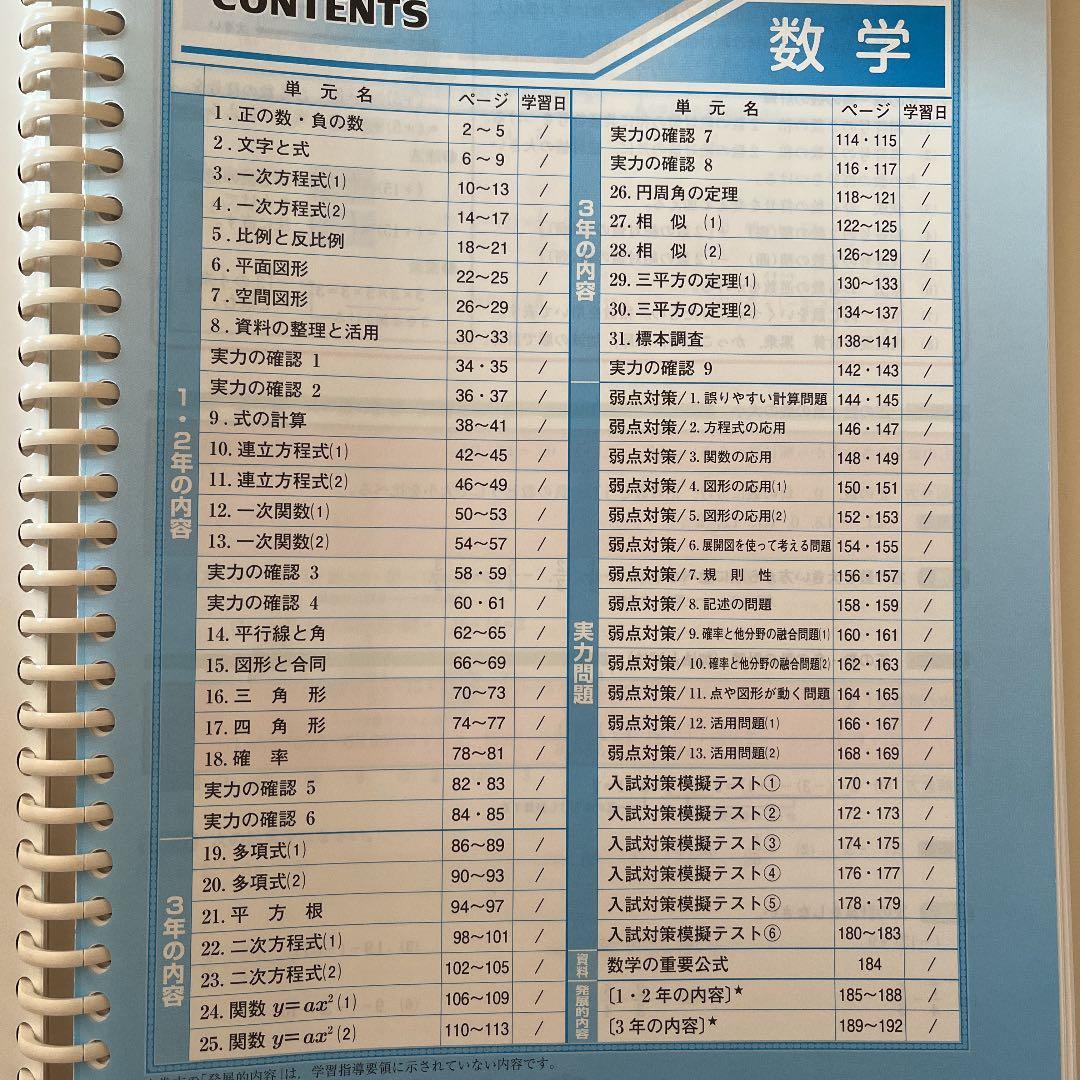 CONTENTS
数学
単元名 ページ 学習日
1・2年の内容
1.正の数・負の数 2～5 /
2.文字と式 6～9 /
3.一次方程式(1) 10～13 /
4.一次方程式(2) 14～17 /
5.比例と反比例 18～21 /
6.平面図形 22～25 /
7.空間図形 26～29 /
8.資料の整理と活用 30～33 /
実力の確認 1 34・35 /
実力の確認 2 36・37 /
9.式の計算 38～41 /
10.連立方程式(1) 42～45 /
11.連立方程式(2) 46～49 /
12.一次関数(1) 50～53 /
13.一次関数(2) 54～57 /
実力の確認 3 58・59 /
実力の確認 4 60・61 /
14.平行線と角 62～65 /
15.図形と合同 66～69 /
16.三角形 70～73 /
17.四角形 74～77 /
18.確率 78～81 /
実力の確認 5 82・83 /
実力の確認 6 84・85 /
3年の内容
19.多項式(1) 86～89 /
20.多項式(2) 90～93 /
21.平方根 94～97 /
22.二次方程式(1) 98～101 /
23.二次方程式(2) 102～105 /
24.関数 y=ax²(1) 106～109 /
25.関数 y=ax²(2) 110～113 /
単元名 ページ 学習日
3年の内容
実力の確認 7 114・115 /
実力の確認 8 116・117 /
26.円周角の定理 118～121 /
27.相似 (1) 122～125 /
28.相似 (2) 126～129 /
29.三平方の定理(1) 130～133 /
30.三平方の定理(2) 134～137 /
31.標本調査 138～141 /
実力の確認 9 142・143 /
実力問題
弱点対策/1.誤りやすい計算問題 144・145 /
弱点対策/2.方程式の応用 146・147 /
弱点対策/3.関数の応用 148・149 /
弱点対策/4.図形の応用(1) 150・151 /
弱点対策/5.図形の応用(2) 152・153 /
弱点対策/6.展開図を使って考える問題 154・155 /
弱点対策/7.規則性 156・157 /
弱点対策/8.記述の問題 158・159 /
弱点対策/9.確率と他分野の融合問題(1) 160・161 /
弱点対策/10.確率と他分野の融合問題(2) 162・163 /
弱点対策/11.点や図形が動く問題 164・165 /
弱点対策/12.活用問題(1) 166・167 /
弱点対策/13.活用問題(2) 168・169 /
入試対策模擬テスト① 170・171 /
入試対策模擬テスト② 172・173 /
入試対策模擬テスト③ 174・175 /
入試対策模擬テスト④ 176・177 /
入試対策模擬テスト⑤ 178・179 /
入試対策模擬テスト⑥ 180～183 /
資料
数学の重要公式 184 /
発展的内容
〔1・2年の内容〕★ 185～188 /
〔3年の内容〕★ 189～192 /
の「発展的内容」は、学習指導要領に示されていない内容です。